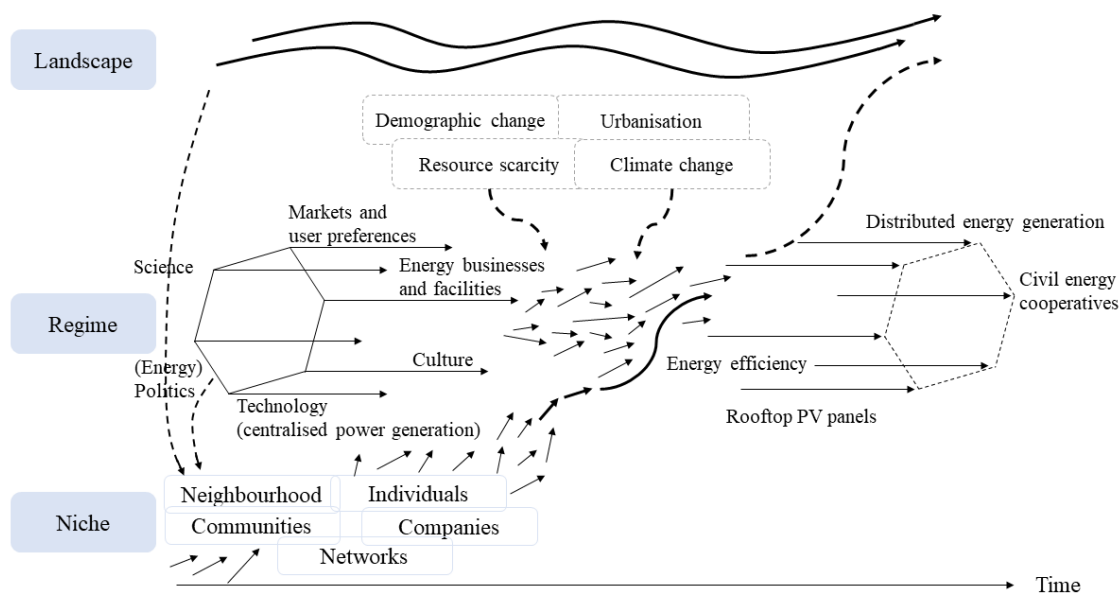 Landscape
Demographic change
Urbanisation
Resource scarcity
Climate change
Markets and
user preferences
Science
Energy businesses
and facilities
Regime
(Energy)
Politics
Culture
Technology
(centralised power generation)
Distributed energy generation
Civil energy
cooperatives
Energy efficiency
Rooftop PV panels
Niche
Neighbourhood
Individuals
Communities
Companies
Networks
Time